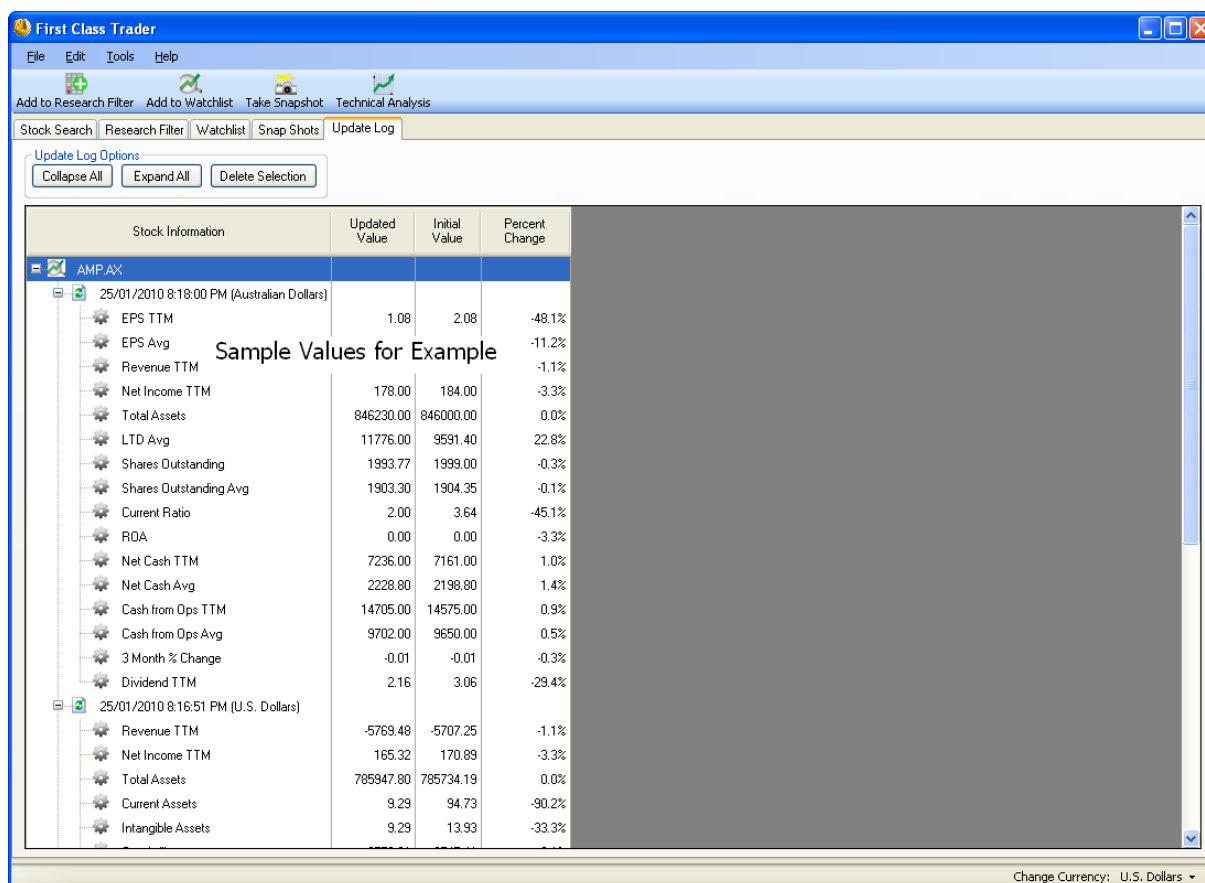 First Class Trader
File Edit Tools Help
Add to Research Filter Add to Watchlist Take Snapshot Technical Analysis
Stock Search Research Filter Watchlist Snap Shots Update Log
Update Log Options
Collapse All Expand All Delete Selection
Stock Information Updated Value Initial Value Percent Change
AMP.AX
25/01/2010 8:18:00 PM (Australian Dollars)
EPS TTM 1.08 2.08 -48.1%
EPS Avg -11.2%
Sample Values for Example
Revenue TTM -1.1%
Net Income TTM 178.00 184.00 -3.3%
Total Assets 846230.00 846000.00 0.0%
LTD Avg 11776.00 9591.40 22.8%
Shares Outstanding 1993.77 1999.00 -0.3%
Shares Outstanding Avg 1903.30 1904.35 -0.1%
Current Ratio 2.00 3.64 -45.1%
ROA 0.00 0.00 -3.3%
Net Cash TTM 7236.00 7161.00 1.0%
Net Cash Avg 2228.80 2198.80 1.4%
Cash from Ops TTM 14705.00 14575.00 0.9%
Cash from Ops Avg 9702.00 9650.00 0.5%
3 Month % Change -0.01 -0.01 -0.3%
Dividend TTM 2.16 3.06 -29.4%
25/01/2010 8:16:51 PM (U.S. Dollars)
Revenue TTM -5769.48 -5707.25 -1.1%
Net Income TTM 165.32 170.89 -3.3%
Total Assets 785947.80 785734.19 0.0%
Current Assets 9.29 94.73 -90.2%
Intangible Assets 9.29 13.93 -33.3%
Change Currency: U.S. Dollars